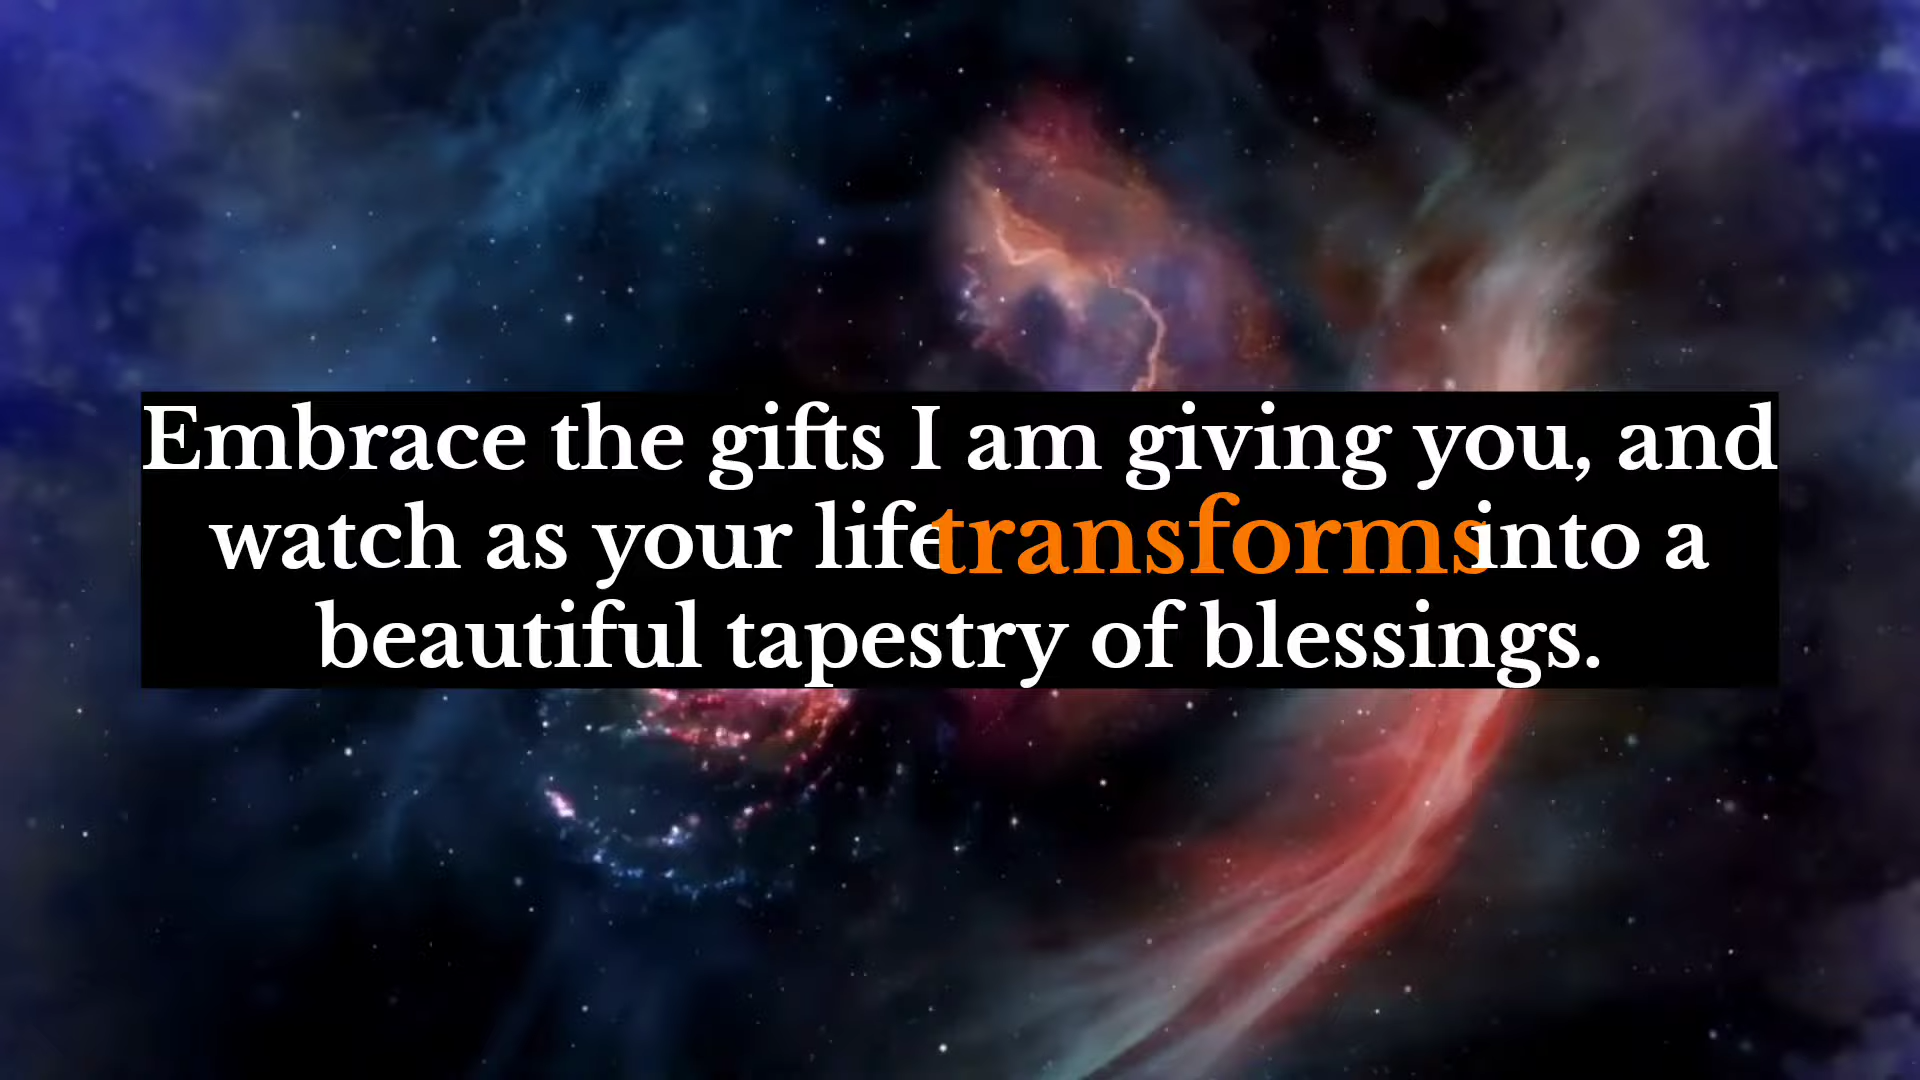 Embrace the gifts I am giving you, and
watch as your life transforms into a
beautiful tapestry of blessings.